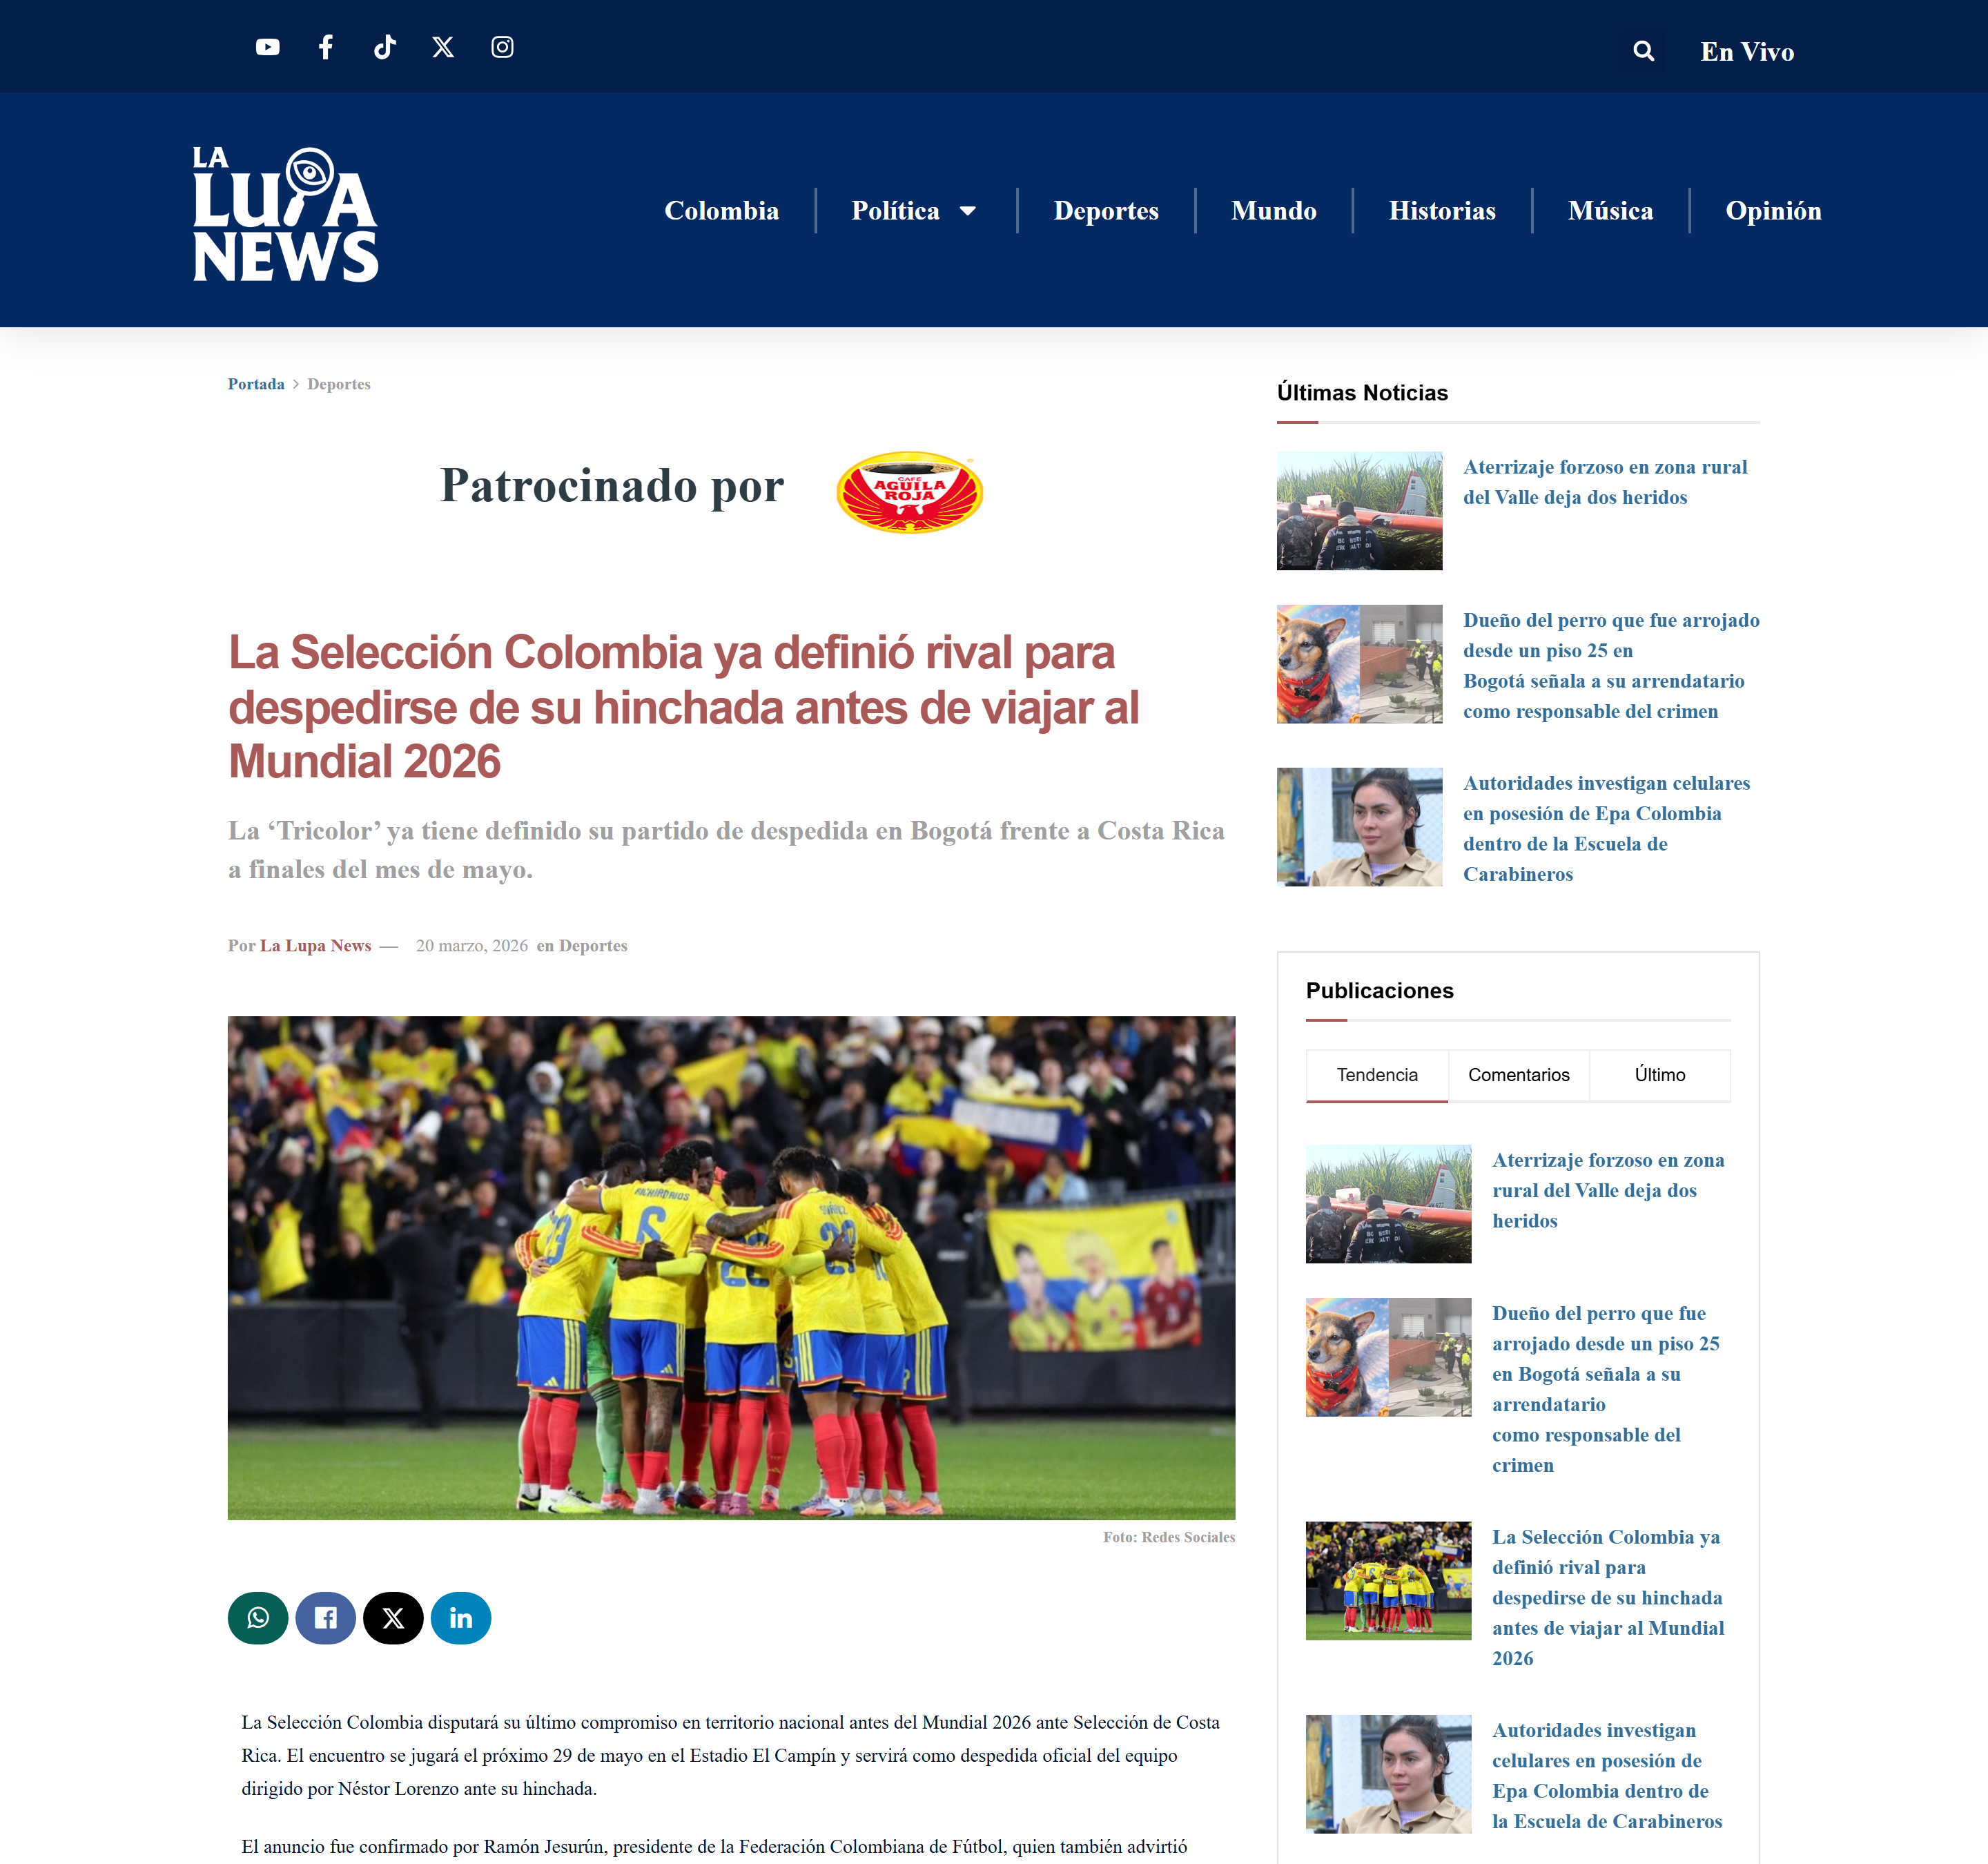 En Vivo
LA
LUPA
NEWS
Colombia
Política
Deportes
Mundo
Historias
Música
Opinión
Portada > Deportes
Patrocinado por
CAFE
AGUILA
ROJA
La Selección Colombia ya definió rival para
despedirse de su hinchada antes de viajar al
Mundial 2026
La ‘Tricolor’ ya tiene definido su partido de despedida en Bogotá frente a Costa Rica
a finales del mes de mayo.
Por La Lupa News — 20 marzo, 2026 en Deportes
RICHARD RIOS
6
Foto: Redes Sociales
La Selección Colombia disputará su último compromiso en territorio nacional antes del Mundial 2026 ante Selección de Costa
Rica. El encuentro se jugará el próximo 29 de mayo en el Estadio El Campín y servirá como despedida oficial del equipo
dirigido por Néstor Lorenzo ante su hinchada.
El anuncio fue confirmado por Ramón Jesurún, presidente de la Federación Colombiana de Fútbol, quien también advirtió
Últimas Noticias
Aterrizaje forzoso en zona rural
del Valle deja dos heridos
Dueño del perro que fue arrojado
desde un piso 25 en
Bogotá señala a su arrendatario
como responsable del crimen
Autoridades investigan celulares
en posesión de Epa Colombia
dentro de la Escuela de
Carabineros
Publicaciones
Tendencia
Comentarios
Último
Aterrizaje forzoso en zona
rural del Valle deja dos
heridos
Dueño del perro que fue
arrojado desde un piso 25
en Bogotá señala a su
arrendatario
como responsable del
crimen
La Selección Colombia ya
definió rival para
despedirse de su hinchada
antes de viajar al Mundial
2026
Autoridades investigan
celulares en posesión de
Epa Colombia dentro de
la Escuela de Carabineros